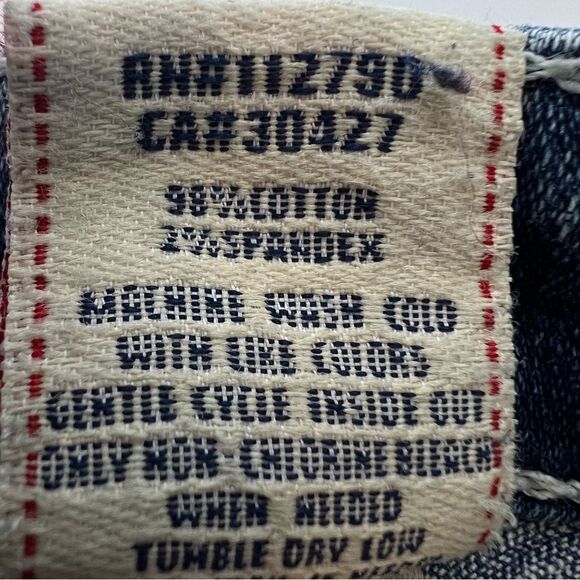 RN#112790
CA#30427
98%COTTON
2%SPANDEX
MACHINE WASH COLD
WITH LIKE COLORS
GENTLE CYCLE INSIDE OUT
ONLY NON-CHLORINE BLEACH
WHEN NEEDED
TUMBLE DRY LOW